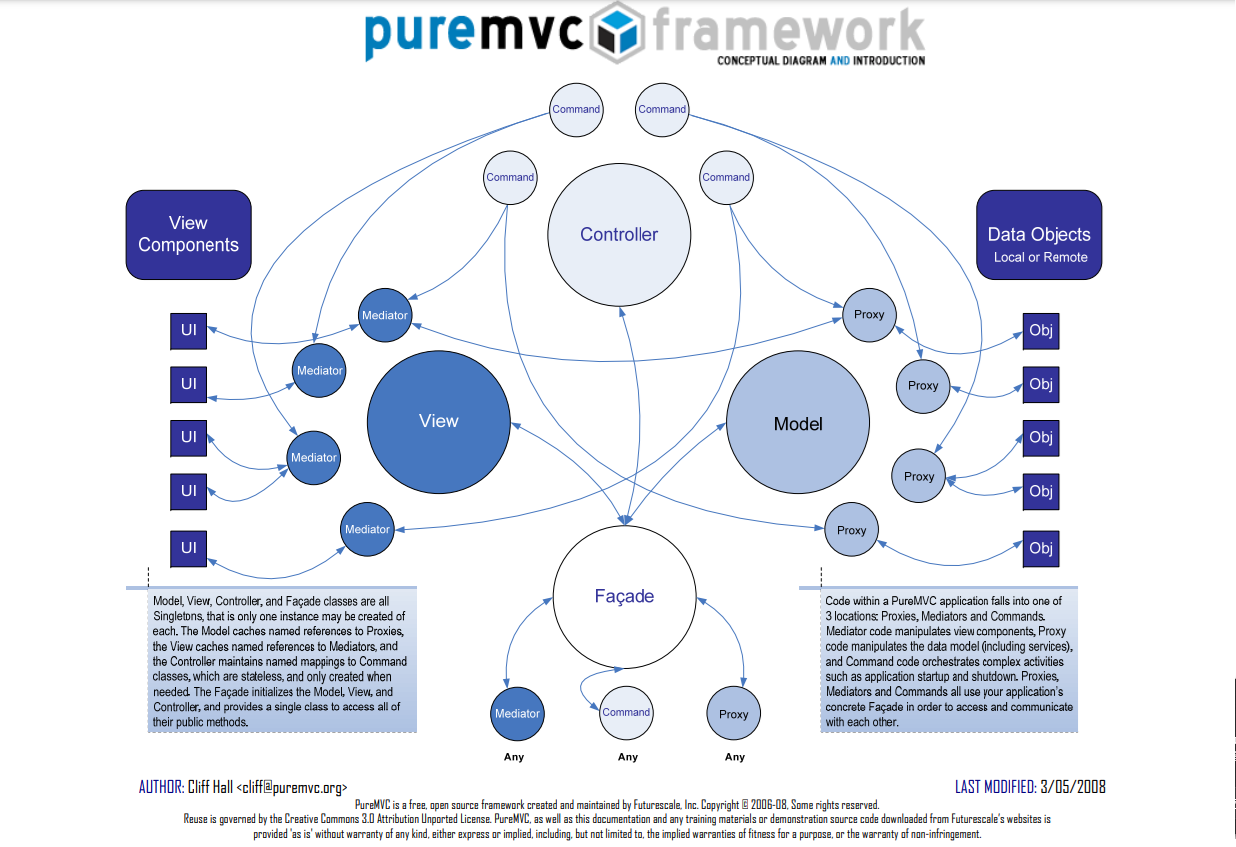 puremvc framework
CONCEPTUAL DIAGRAM AND INTRODUCTION
Command
Command
Command
Command
Controller
View
Components
Data Objects
Local or Remote
UI
UI
UI
UI
UI
Mediator
Mediator
Mediator
Mediator
View
Model
Proxy
Proxy
Proxy
Proxy
Obj
Obj
Obj
Obj
Obj
Façade
Mediator
Command
Proxy
Any
Any
Any
Model, View, Controller, and Façade classes are all
Singletons, that is only one instance may be created of
each. The Model caches named references to Proxies,
the View caches named references to Mediators, and
the Controller maintains named mappings to Command
classes, which are stateless, and only created when
needed. The Façade initializes the Model, View, and
Controller, and provides a single class to access all of
their public methods.
Code within a PureMVC application falls into one of
3 locations: Proxies, Mediators and Commands.
Mediator code manipulates view components, Proxy
code manipulates the data model (including services),
and Command code orchestrates complex activities
such as application startup and shutdown. Proxies,
Mediators and Commands all use your application's
concrete Façade in order to access and communicate
with each other.
AUTHOR: Cliff Hall <cliff@puremvc.org>
LAST MODIFIED: 3/05/2008
PureMVC is a free, open source framework created and maintained by Futurescale, Inc. Copyright © 2006-08, Some rights reserved.
Reuse is governed by the Creative Commons 3.0 Attribution Unported License. PureMVC, as well as this documentation and any training materials or demonstration source code downloaded from Futurescale's websites is
provided 'as is' without warranty of any kind, either express or implied, including, but not limited to, the implied warranties of fitness for a purpose, or the warranty of non-infringement.